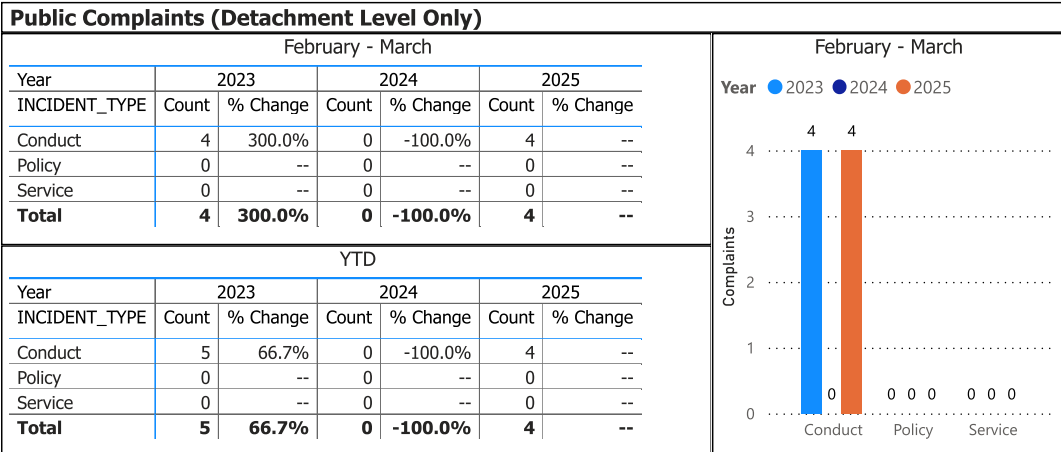 Public Complaints (Detachment Level Only)
February - March
Year 2023 2024 2025
INCIDENT_TYPE Count % Change Count % Change Count % Change
Conduct 4 300.0% 0 -100.0% 4 --
Policy 0 -- 0 -- 0 --
Service 0 -- 0 -- 0 --
Total 4 300.0% 0 -100.0% 4 --
YTD
Year 2023 2024 2025
INCIDENT_TYPE Count % Change Count % Change Count % Change
Conduct 5 66.7% 0 -100.0% 4 --
Policy 0 -- 0 -- 0 --
Service 0 -- 0 -- 0 --
Total 5 66.7% 0 -100.0% 4 --
February - March
Year 2023 2024 2025
Complaints
4 4
4
3
2
1
0 0 0 0 0 0 0
0
Conduct Policy Service